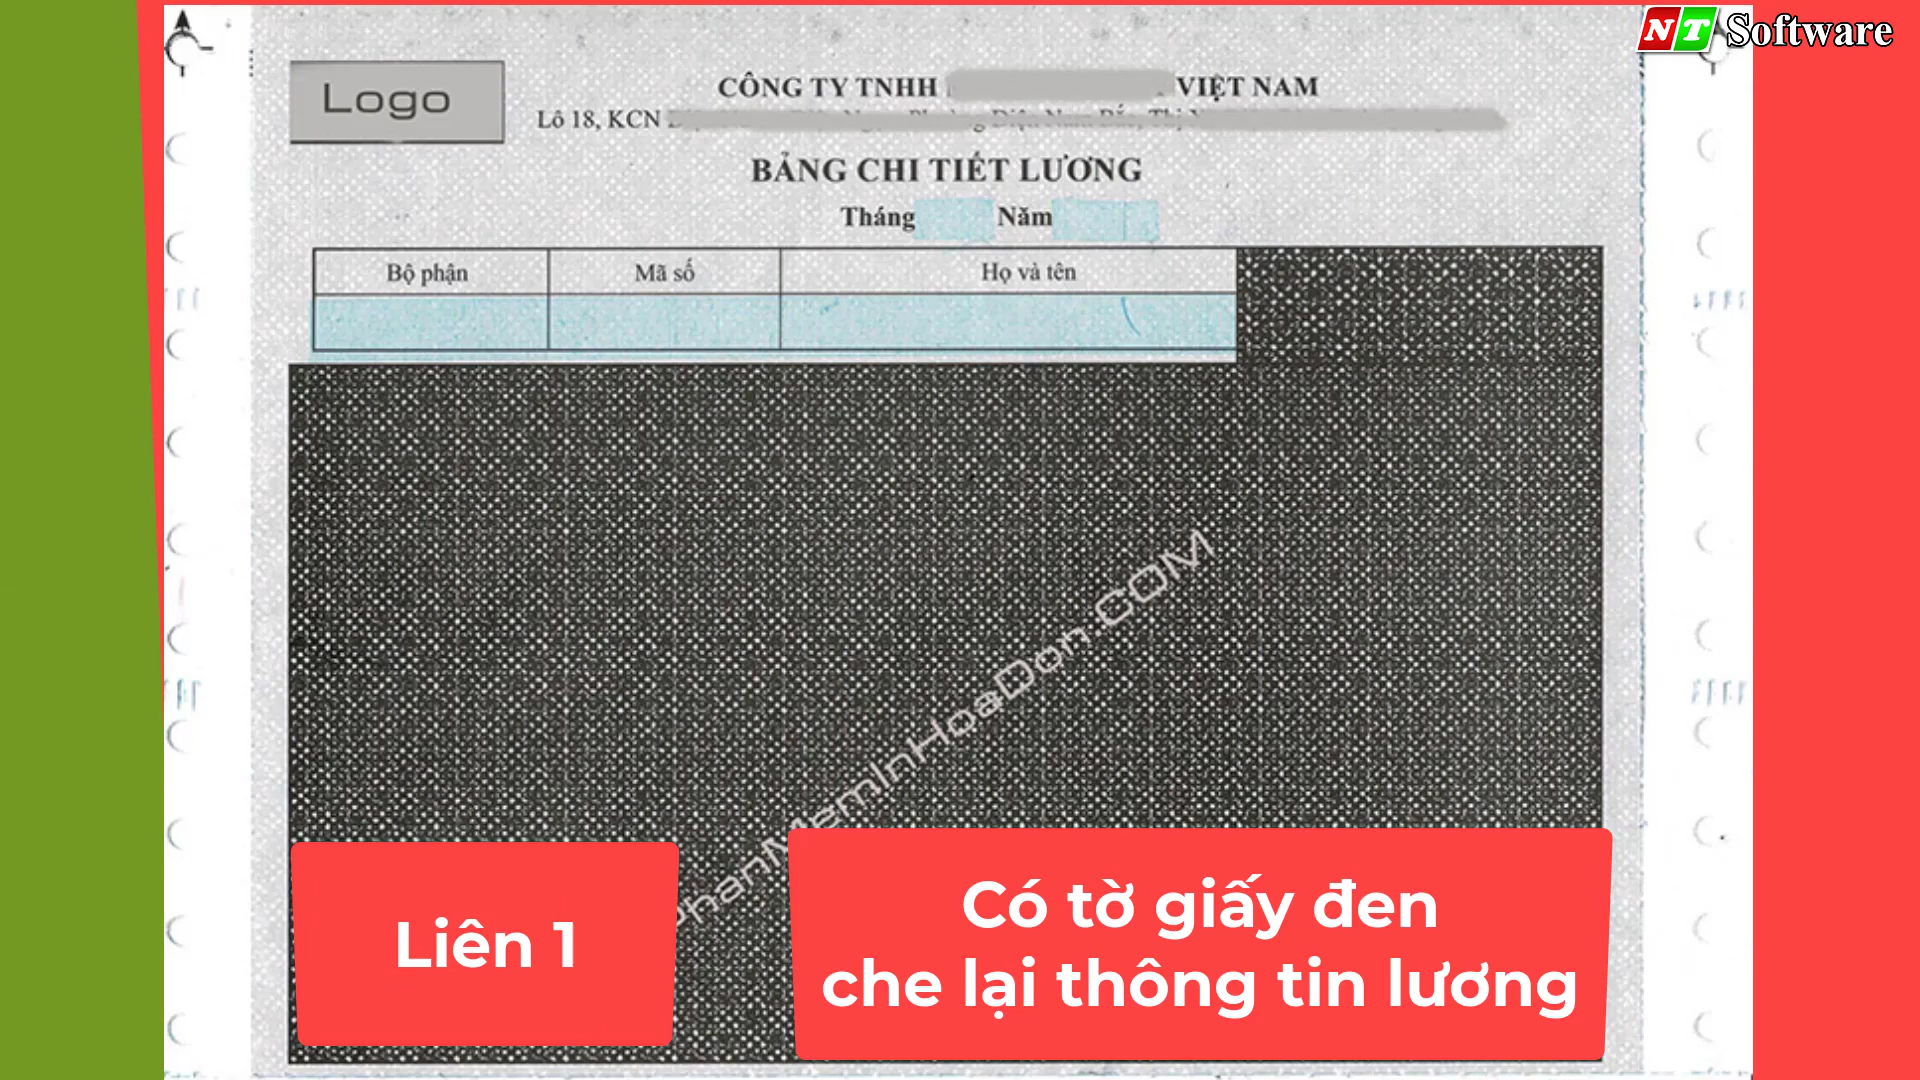 NT Software
Logo
CÔNG TY TNHH VIỆT NAM
Lô 18, KCN
BẢNG CHI TIẾT LƯƠNG
Tháng Năm
Bộ phận Mã số Họ và tên
PhanMemInHoaDon.COM
Liên 1
Có tờ giấy đen
che lại thông tin lương